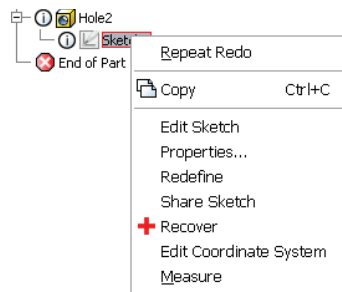 Hole2
Sketc
End of Part
Repeat Redo
Copy Ctrl+C
Edit Sketch
Properties...
Redefine
Share Sketch
Recover
Edit Coordinate System
Measure